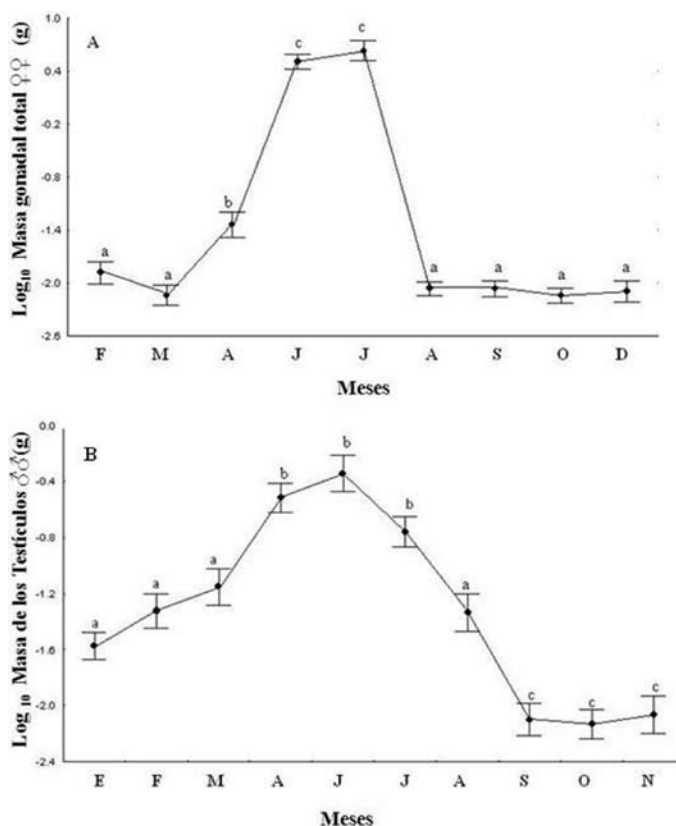 A
Log₁₀ Masa gonadal total ♀♀ (g)
1.0
0.4
-0.2
-0.8
-1.4
-2.0
-2.6
a
a
b
c
c
a
a
a
a
F M A J J A S O D
Meses
B
Log ₁₀ Masa de los Testículos ♂♂(g)
0.0
-0.4
-0.8
-1.2
-1.6
-2.0
-2.4
a
a
a
b
b
b
a
c
c
c
E F M A J J A S O N
Meses